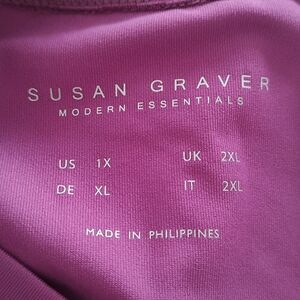 SUSAN GRAVER
MODERN ESSENTIALS
US 1X UK 2XL
DE XL IT 2XL
MADE IN PHILIPPINES